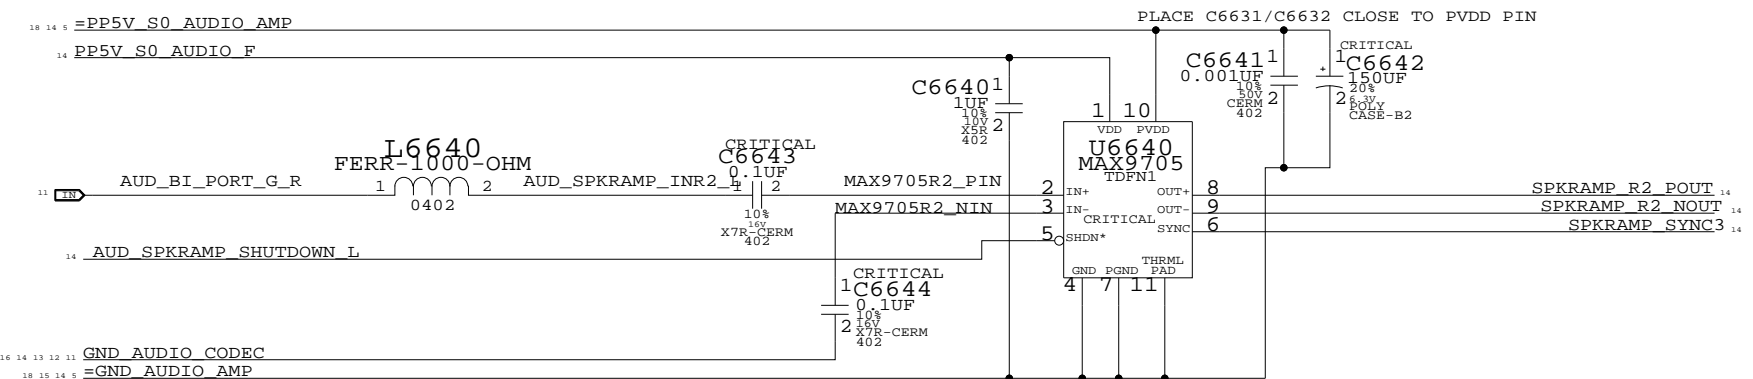 PLACE C6631/C6632 CLOSE TO PVDD PIN
18 14 5 =PP5V_S0_AUDIO_AMP
14 PP5V_S0_AUDIO_F
C6640 1
1UF
10%
10V
X5R
402
2
C6641 1
0.001UF
10%
50V
CERM
402
2
CRITICAL
1 C6642
+
150UF
20%
6.3V
POLY
CASE-B2
2
1 10
VDD PVDD
U6640
MAX9705
TDFN1
L6640
FERR-1000-OHM
1 2
0402
CRITICAL
C6643
0.1UF
1 2
10%
16V
X7R-CERM
402
11 IN AUD_BI_PORT_G_R
AUD_SPKRAMP_INR2_L
MAX9705R2_PIN
2 IN+
OUT+ 8
SPKRAMP_R2_POUT 14
MAX9705R2_NIN
3 IN-
OUT- 9
SPKRAMP_R2_NOUT 14
CRITICAL
SYNC 6
SPKRAMP_SYNC3 14
5 SHDN*
14 AUD_SPKRAMP_SHUTDOWN_L
GND PGND THRML PAD
4 7 11
CRITICAL
1 C6644
0.1UF
10%
16V
X7R-CERM
402
2
16 14 13 12 11 GND_AUDIO_CODEC
18 15 14 5 =GND_AUDIO_AMP